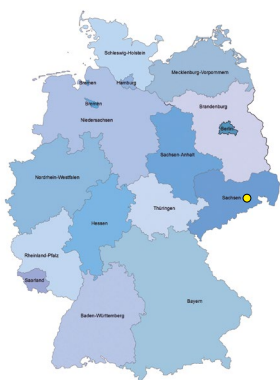 Schleswig-Holstein
Mecklenburg-Vorpommern
Bremen
Hamburg
Bremen
Brandenburg
Niedersachsen
Berlin
Sachsen-Anhalt
Nordrhein-Westfalen
Sachsen
Hessen
Thüringen
Rheinland-Pfalz
Saarland
Bayern
Baden-Württemberg